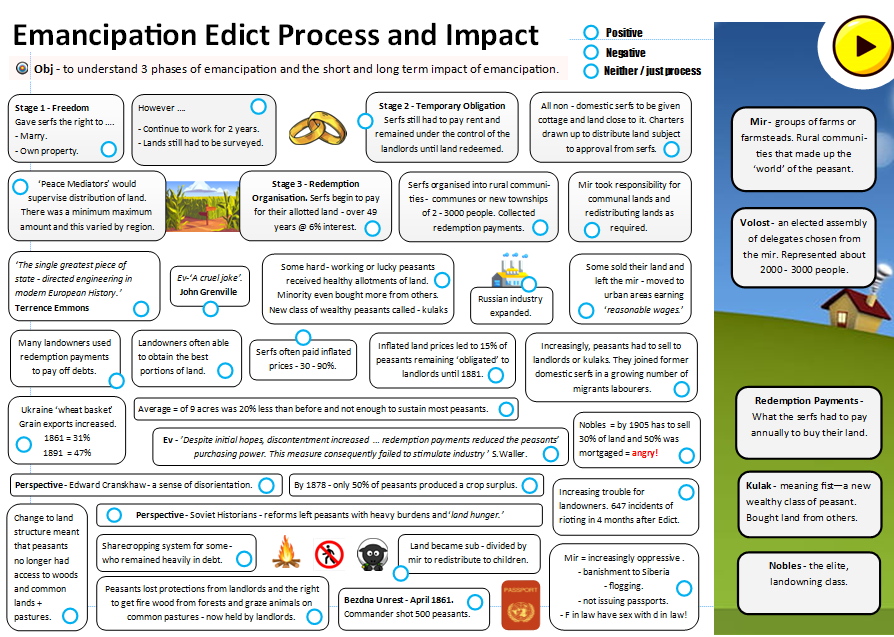 Emancipation Edict Process and Impact
Positive
Negative
Neither / just process
Obj - to understand 3 phases of emancipation and the short and long term impact of emancipation.
Stage 1 - Freedom
Gave serfs the right to ....
- Marry.
- Own property.
However ....
- Continue to work for 2 years.
- Lands still had to be surveyed.
Stage 2 - Temporary Obligation
Serfs still had to pay rent and
remained under the control of the
landlords until land redeemed.
All non - domestic serfs to be given
cottage and land close to it. Charters
drawn up to distribute land subject
to approval from serfs.
'Peace Mediators' would
supervise distribution of land.
There was a minimum maximum
amount and this varied by region.
Stage 3 - Redemption
Organisation. Serfs begin to pay
for their allotted land - over 49
years @ 6% interest.
Serfs organised into rural communi-
ties - communes or new townships
of 2 - 3000 people. Collected
redemption payments.
Mir took responsibility for
communal lands and
redistributing lands as
required.
'The single greatest piece of
state - directed engineering in
modern European History.'
Terrence Emmons
Ev-'A cruel joke'.
John Grenville
Some hard - working or lucky peasants
received healthy allotments of land.
Minority even bought more from others.
New class of wealthy peasants called - kulaks
Russian industry
expanded.
Some sold their land and
left the mir - moved to
urban areas earning
'reasonable wages.'
Many landowners used
redemption payments
to pay off debts.
Landowners often able
to obtain the best
portions of land.
Serfs often paid inflated
prices - 30 - 90%.
Inflated land prices led to 15% of
peasants remaining 'obligated' to
landlords until 1881.
Increasingly, peasants had to sell to
landlords or kulaks. They joined former
domestic serfs in a growing number of
migrants labourers.
Ukraine 'wheat basket'
Grain exports increased.
1861 = 31%
1891 = 47%
Average = of 9 acres was 20% less than before and not enough to sustain most peasants.
Ev - 'Despite initial hopes, discontentment increased ... redemption payments reduced the peasants'
purchasing power. This measure consequently failed to stimulate industry ' S.Waller.
Nobles = by 1905 has to sell
30% of land and 50% was
mortgaged = angry!
Perspective - Edward Cranshkaw - a sense of disorientation.
By 1878 - only 50% of peasants produced a crop surplus.
Increasing trouble for
landowners. 647 incidents of
rioting in 4 months after Edict.
Change to land
structure meant
that peasants
no longer had
access to woods
and common
lands +
pastures.
Perspective - Soviet Historians - reforms left peasants with heavy burdens and 'land hunger.'
Sharecropping system for some -
who remained heavily in debt.
Land became sub - divided by
mir to redistribute to children.
Mir = increasingly oppressive .
- banishment to Siberia
- flogging.
- not issuing passports.
- F in law have sex with d in law!
Peasants lost protections from landlords and the right
to get fire wood from forests and graze animals on
common pastures - now held by landlords.
Bezdna Unrest - April 1861.
Commander shot 500 peasants.
PASSPORT
Mir - groups of farms or
farmsteads. Rural communi-
ties that made up the
'world' of the peasant.
Volost - an elected assembly
of delegates chosen from
the mir. Represented about
2000 - 3000 people.
Redemption Payments -
What the serfs had to pay
annually to buy their land.
Kulak - meaning fist—a new
wealthy class of peasant.
Bought land from others.
Nobles - the elite,
landowning class.